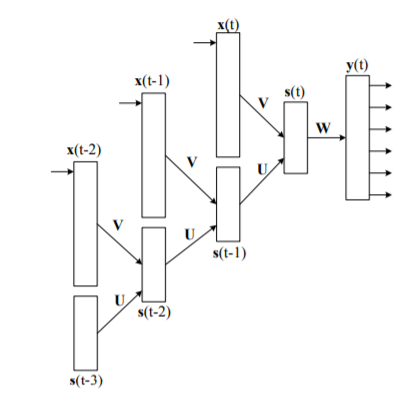 x(t)
y(t)
x(t-1)
s(t)
V
W
x(t-2)
V
U
V
U
s(t-1)
U
s(t-2)
s(t-3)